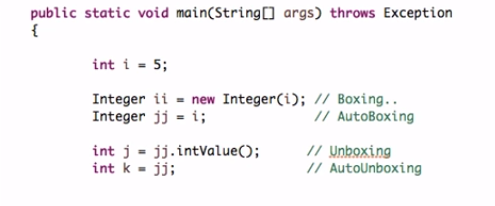 public static void main(String[] args) throws Exception
{
int i = 5;
Integer ii = new Integer(i); // Boxing..
Integer jj = i; // AutoBoxing
int j = jj.intValue(); // Unboxing
int k = jj; // AutoUnboxing